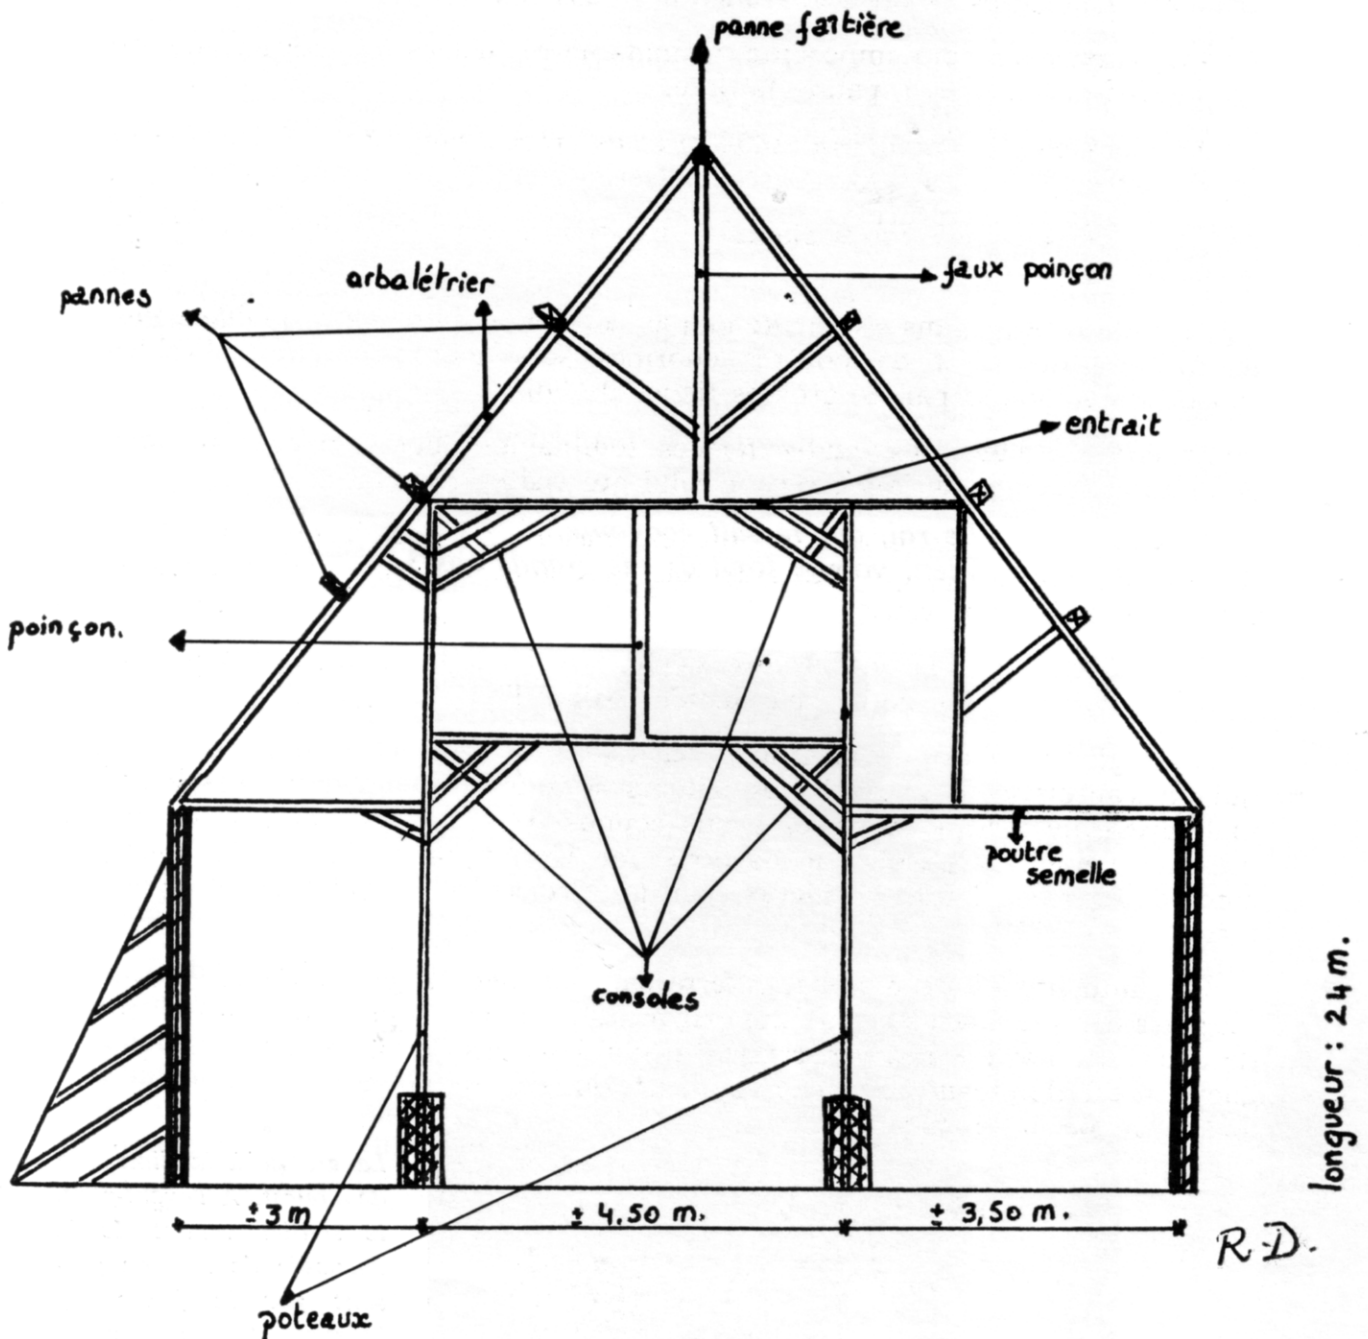 panne faîtière
faux poinçon
arbalétrier
pannes
entrait
poinçon.
poutre
semelle
consoles
longueur : 24 m.
± 3 m
± 4,50 m.
± 3,50 m.
R.D.
poteaux